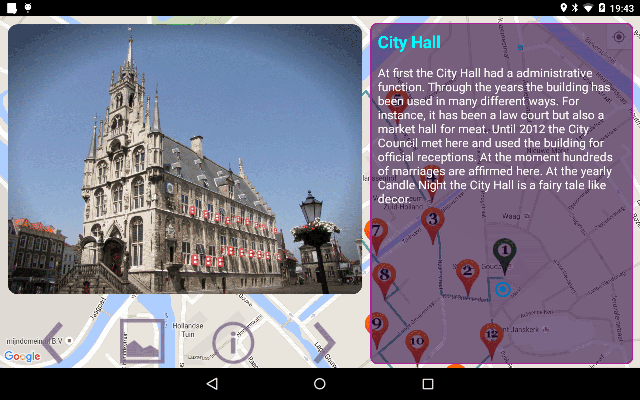 19:43
City Hall
At first the City Hall had a administrative
function. Through the years the building has
been used in many different ways. For
instance, it has been a law court but also a
market hall for meat. Until 2012 the City
Council met here and used the building for
official receptions. At the moment hundreds
of marriages are affirmed here. At the yearly
Candle Night the City Hall is a fairy tale like
decor.
Zuid-Holland
Waag
7
3
1
8
2
9
10
12
Hollandse
Tuin
mijndomein
B.V
Google